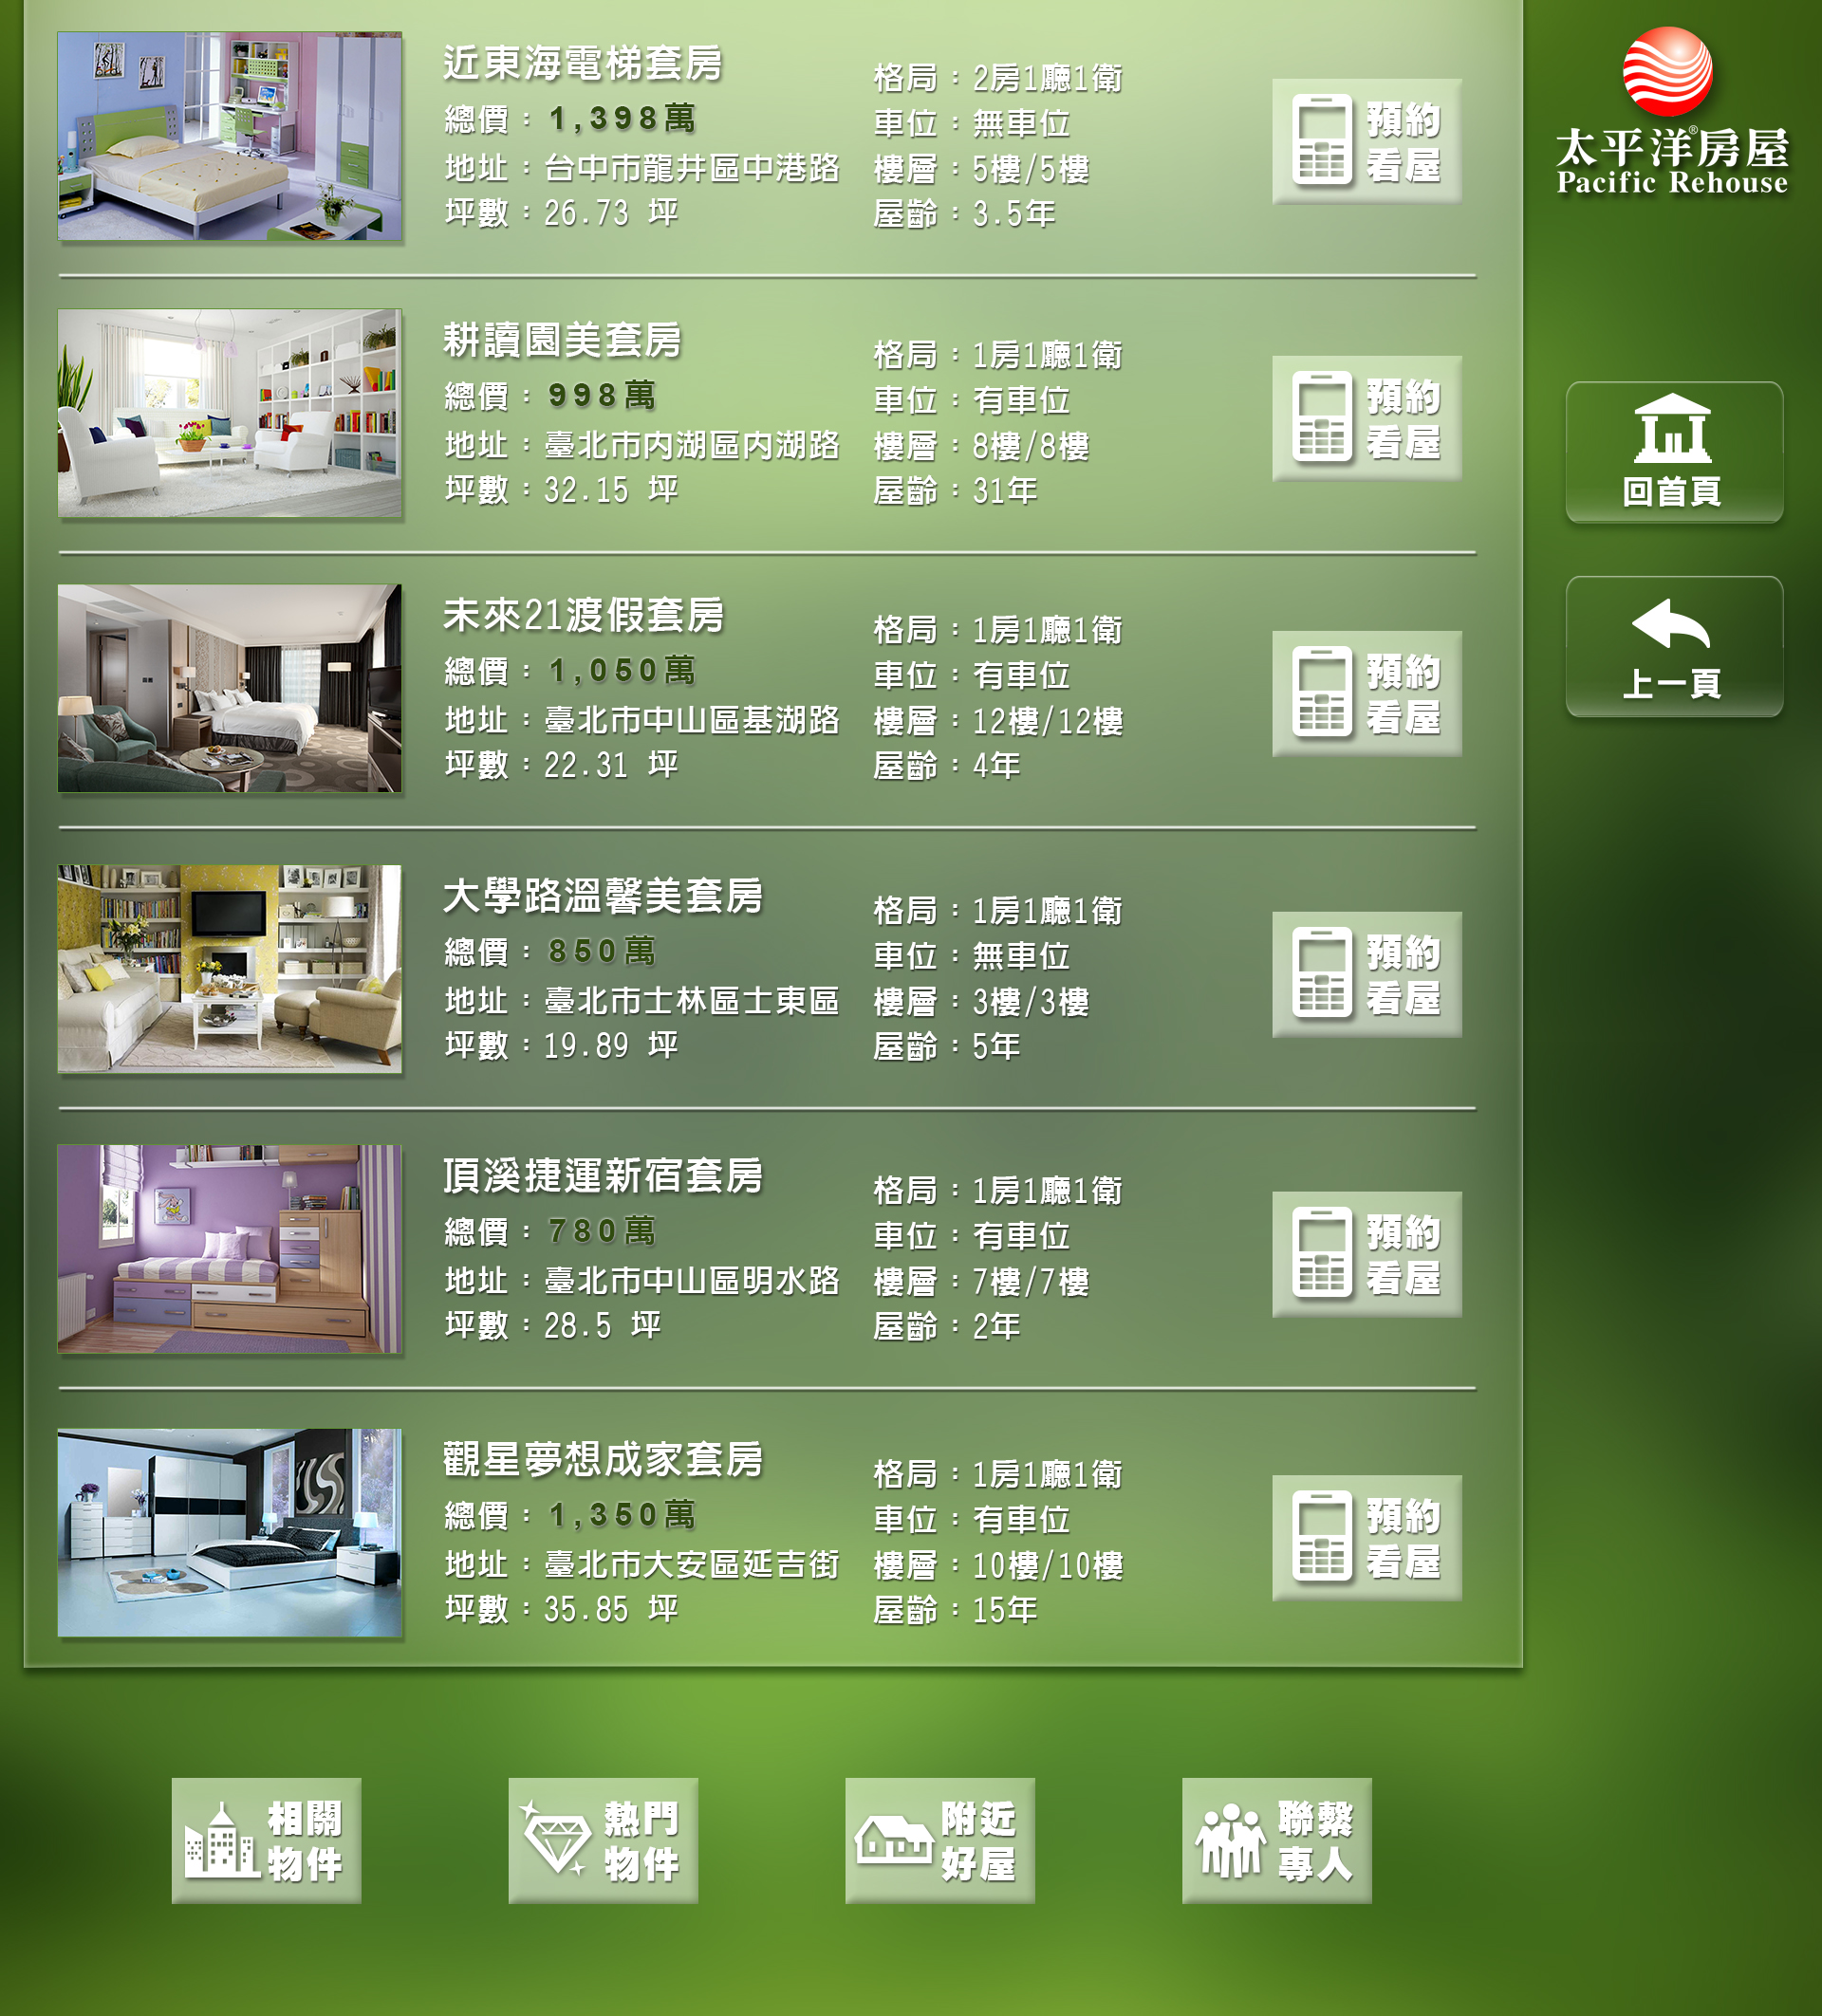 近東海電梯套房
總價：1,398萬
地址：台中市龍井區中港路
坪數：26.73 坪
格局：2房1廳1衛
車位：無車位
樓層：5樓/5樓
屋齡：3.5年
預約
看屋
太平洋房屋®
Pacific Rehouse
耕讀園美套房
總價：998萬
地址：臺北市内湖區内湖路
坪數：32.15 坪
格局：1房1廳1衛
車位：有車位
樓層：8樓/8樓
屋齡：31年
預約
看屋
回首頁
未來21渡假套房
總價：1,050萬
地址：臺北市中山區基湖路
坪數：22.31 坪
格局：1房1廳1衛
車位：有車位
樓層：12樓/12樓
屋齡：4年
預約
看屋
上一頁
大學路溫馨美套房
總價：850萬
地址：臺北市士林區士東區
坪數：19.89 坪
格局：1房1廳1衛
車位：無車位
樓層：3樓/3樓
屋齡：5年
預約
看屋
頂溪捷運新宿套房
總價：780萬
地址：臺北市中山區明水路
坪數：28.5 坪
格局：1房1廳1衛
車位：有車位
樓層：7樓/7樓
屋齡：2年
預約
看屋
觀星夢想成家套房
總價：1,350萬
地址：臺北市大安區延吉街
坪數：35.85 坪
格局：1房1廳1衛
車位：有車位
樓層：10樓/10樓
屋齡：15年
預約
看屋
相關
物件
熱門
物件
附近
好屋
聯繫
專人